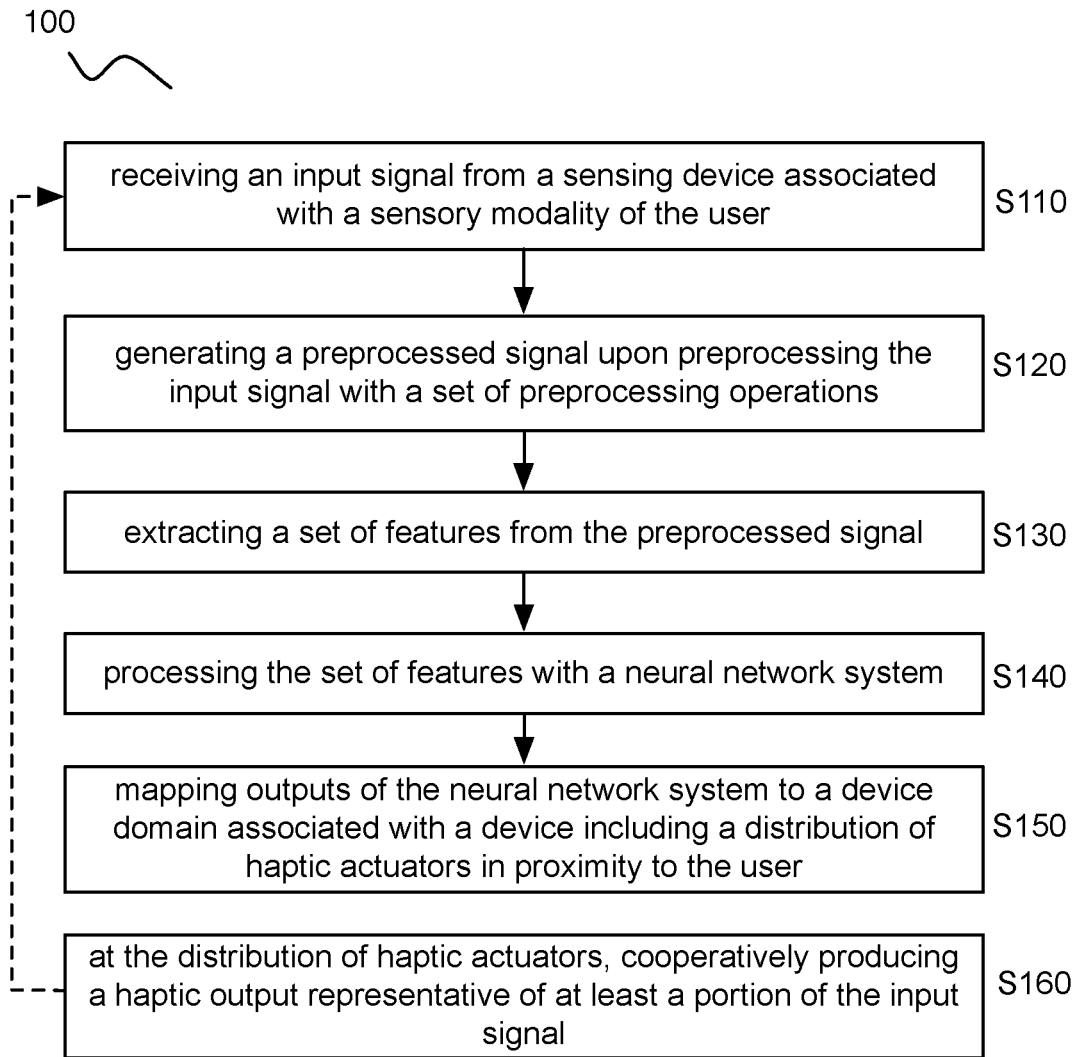 100
receiving an input signal from a sensing device associated
with a sensory modality of the user
S110
generating a preprocessed signal upon preprocessing the
input signal with a set of preprocessing operations
S120
extracting a set of features from the preprocessed signal
S130
processing the set of features with a neural network system
S140
mapping outputs of the neural network system to a device
domain associated with a device including a distribution of
haptic actuators in proximity to the user
S150
at the distribution of haptic actuators, cooperatively producing
a haptic output representative of at least a portion of the input
signal
S160